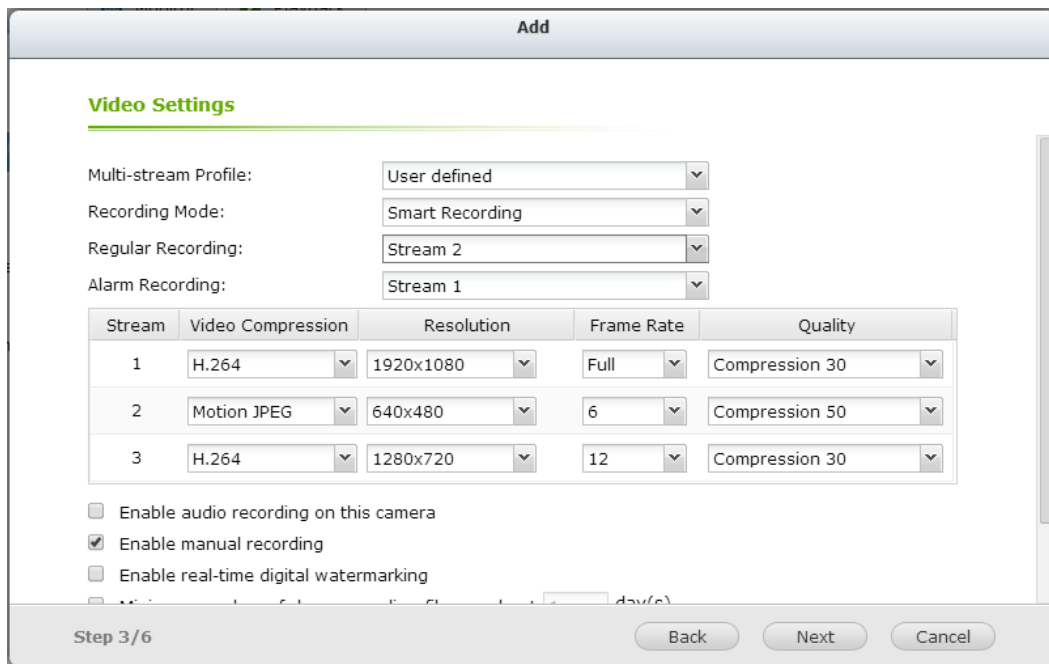 Add
Video Settings
Multi-stream Profile: User defined
Recording Mode: Smart Recording
Regular Recording: Stream 2
Alarm Recording: Stream 1
Stream Video Compression Resolution Frame Rate Quality
1 H.264 1920x1080 Full Compression 30
2 Motion JPEG 640x480 6 Compression 50
3 H.264 1280x720 12 Compression 30
Enable audio recording on this camera
Enable manual recording
Enable real-time digital watermarking
day(s)
Step 3/6 Back Next Cancel